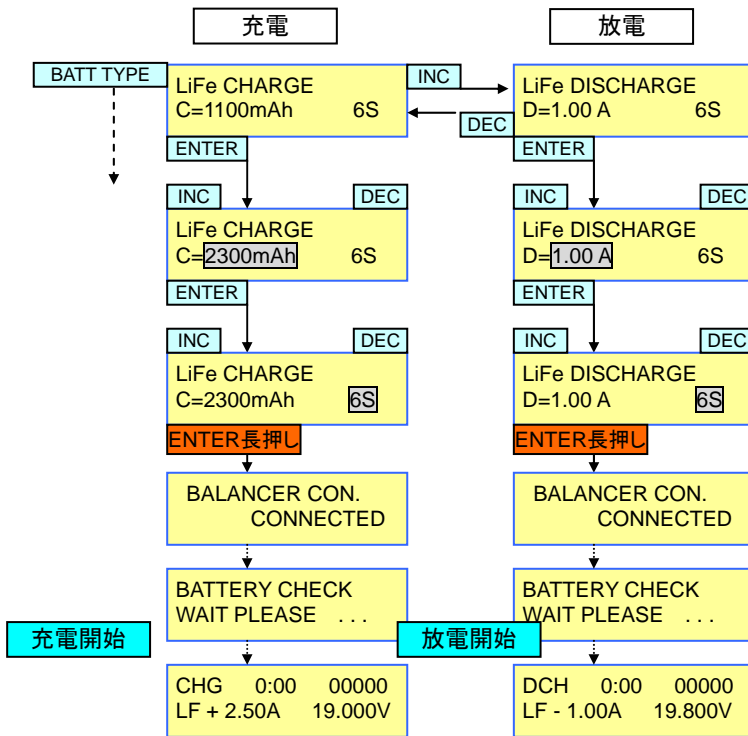 充電
放電
BATT TYPE
LiFe CHARGE
C=1100mAh 6S
INC
DEC
LiFe DISCHARGE
D=1.00 A 6S
ENTER
ENTER
INC DEC
LiFe CHARGE
C=2300mAh 6S
ENTER
INC DEC
LiFe DISCHARGE
D=1.00 A 6S
ENTER
INC DEC
LiFe CHARGE
C=2300mAh 6S
ENTER長押し
INC DEC
LiFe DISCHARGE
D=1.00 A 6S
ENTER長押し
BALANCER CON.
CONNECTED
BALANCER CON.
CONNECTED
BATTERY CHECK
WAIT PLEASE . . .
BATTERY CHECK
WAIT PLEASE . . .
充電開始
放電開始
CHG 0:00 00000
LF + 2.50A 19.000V
DCH 0:00 00000
LF - 1.00A 19.800V